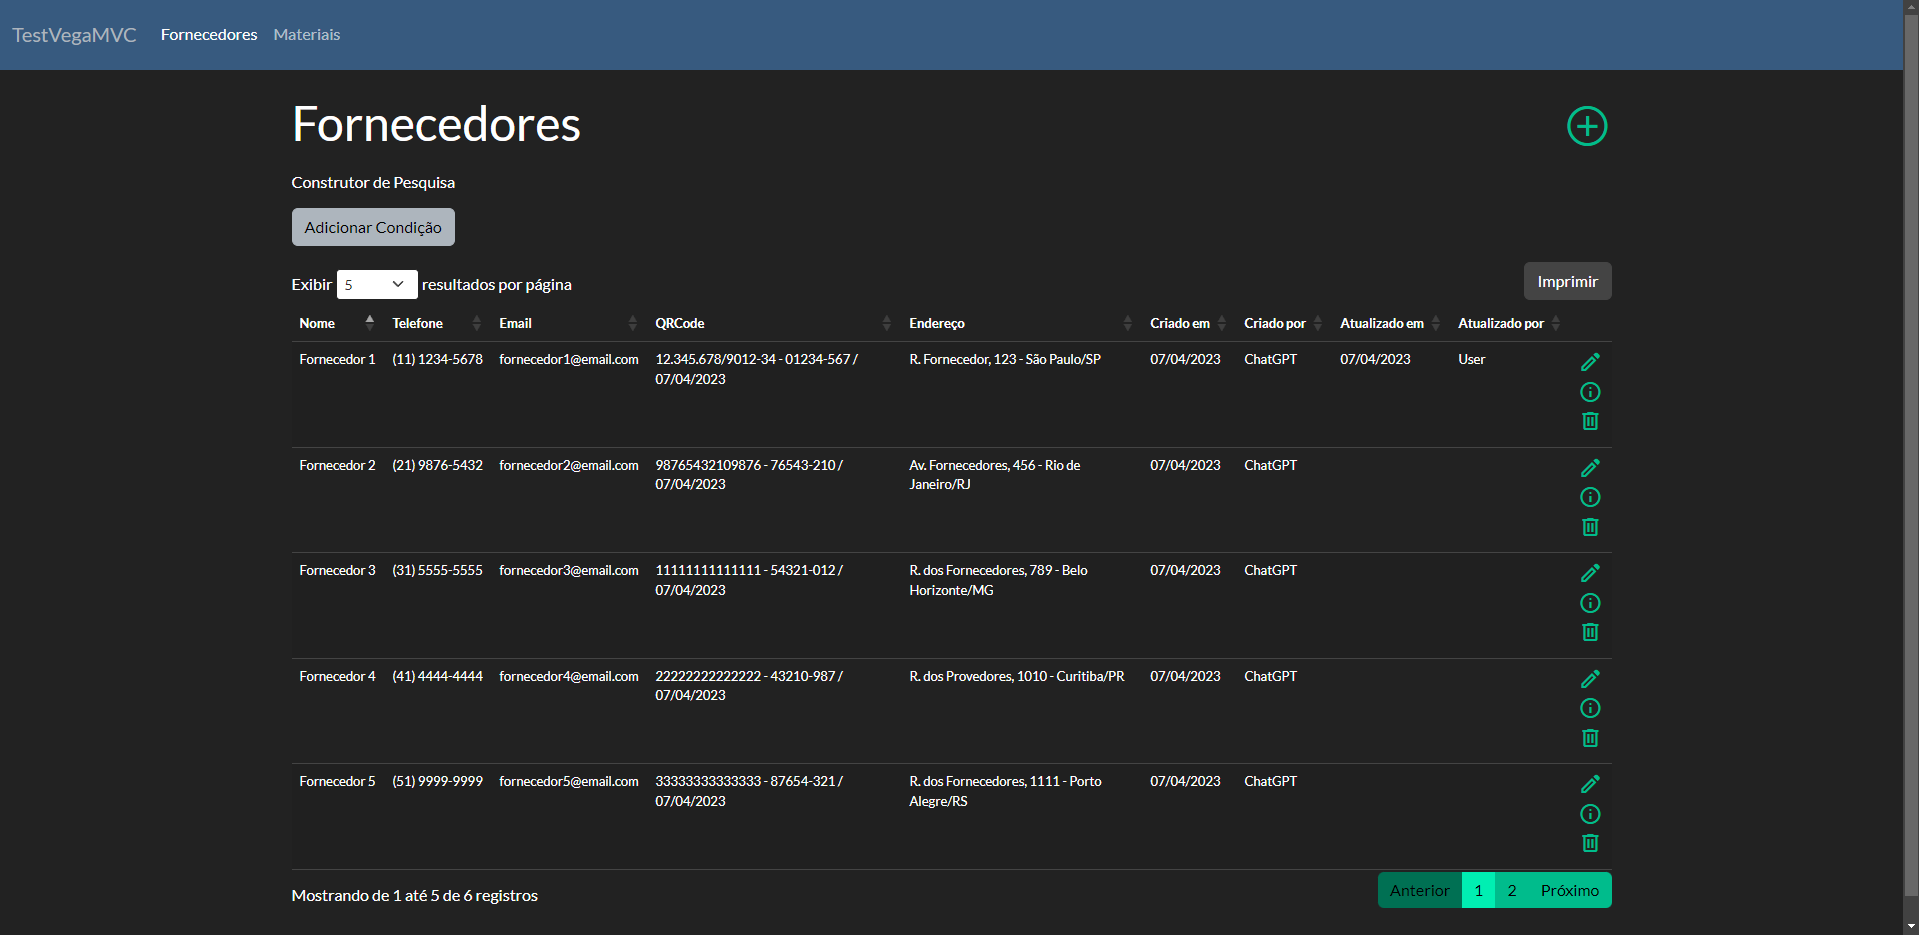 TestVegaMVC Fornecedores Materiais
Fornecedores
Construtor de Pesquisa
Adicionar Condição
Exibir 5 resultados por página
Imprimir
Nome Telefone Email QRCode Endereço Criado em Criado por Atualizado em Atualizado por
Fornecedor 1 (11) 1234-5678 fornecedor1@email.com 12.345.678/9012-34 - 01234-567 / R. Fornecedor, 123 - São Paulo/SP 07/04/2023 ChatGPT 07/04/2023 User
07/04/2023
Fornecedor 2 (21) 9876-5432 fornecedor2@email.com 98765432109876 - 76543-210 / Av. Fornecedores, 456 - Rio de 07/04/2023 ChatGPT
07/04/2023 Janeiro/RJ
Fornecedor 3 (31) 5555-5555 fornecedor3@email.com 11111111111111 - 54321-012 / R. dos Fornecedores, 789 - Belo 07/04/2023 ChatGPT
07/04/2023 Horizonte/MG
Fornecedor 4 (41) 4444-4444 fornecedor4@email.com 22222222222222 - 43210-987 / R. dos Provedores, 1010 - Curitiba/PR 07/04/2023 ChatGPT
07/04/2023
Fornecedor 5 (51) 9999-9999 fornecedor5@email.com 33333333333333 - 87654-321 / R. dos Fornecedores, 1111 - Porto 07/04/2023 ChatGPT
07/04/2023 Alegre/RS
Mostrando de 1 até 5 de 6 registros
Anterior 1 2 Próximo